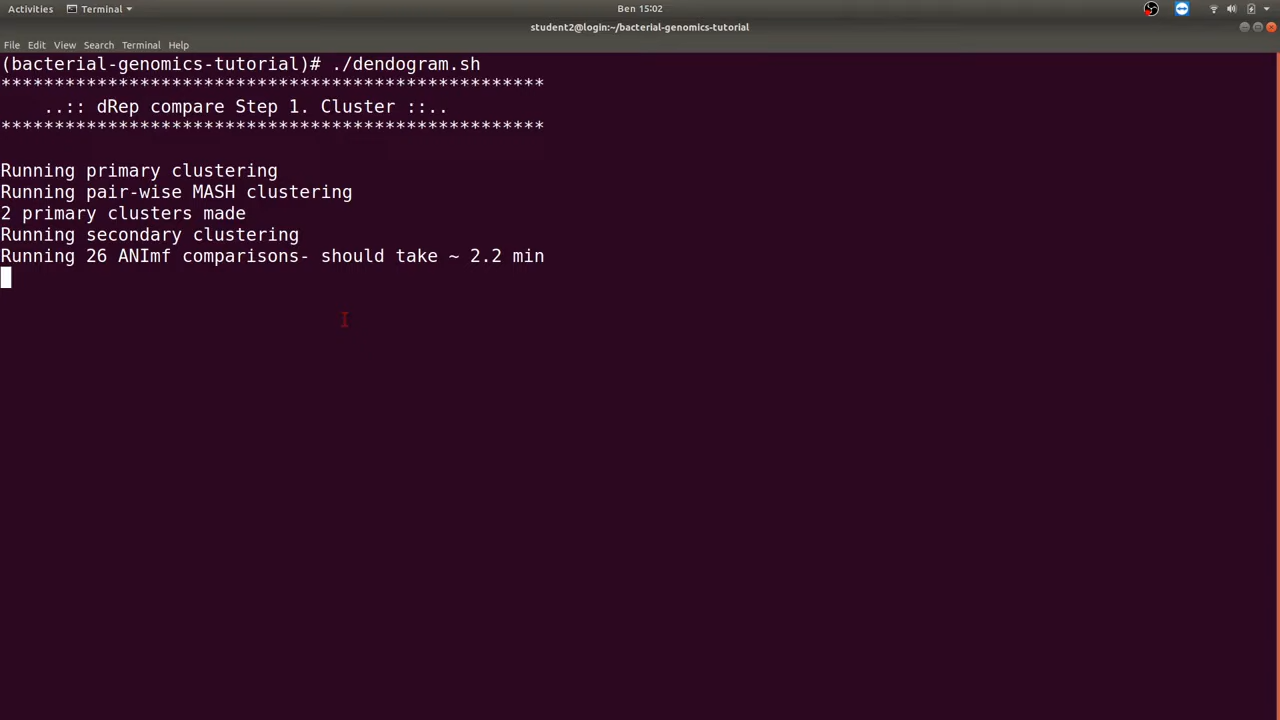 Activities Terminal Ben 15:02
student2@login:~/bacterial-genomics-tutorial
File Edit View Search Terminal Help
(bacterial-genomics-tutorial)# ./dendogram.sh
***************************************************
..:: dRep compare Step 1. Cluster ::..
***************************************************
Running primary clustering
Running pair-wise MASH clustering
2 primary clusters made
Running secondary clustering
Running 26 ANImf comparisons- should take ~ 2.2 min